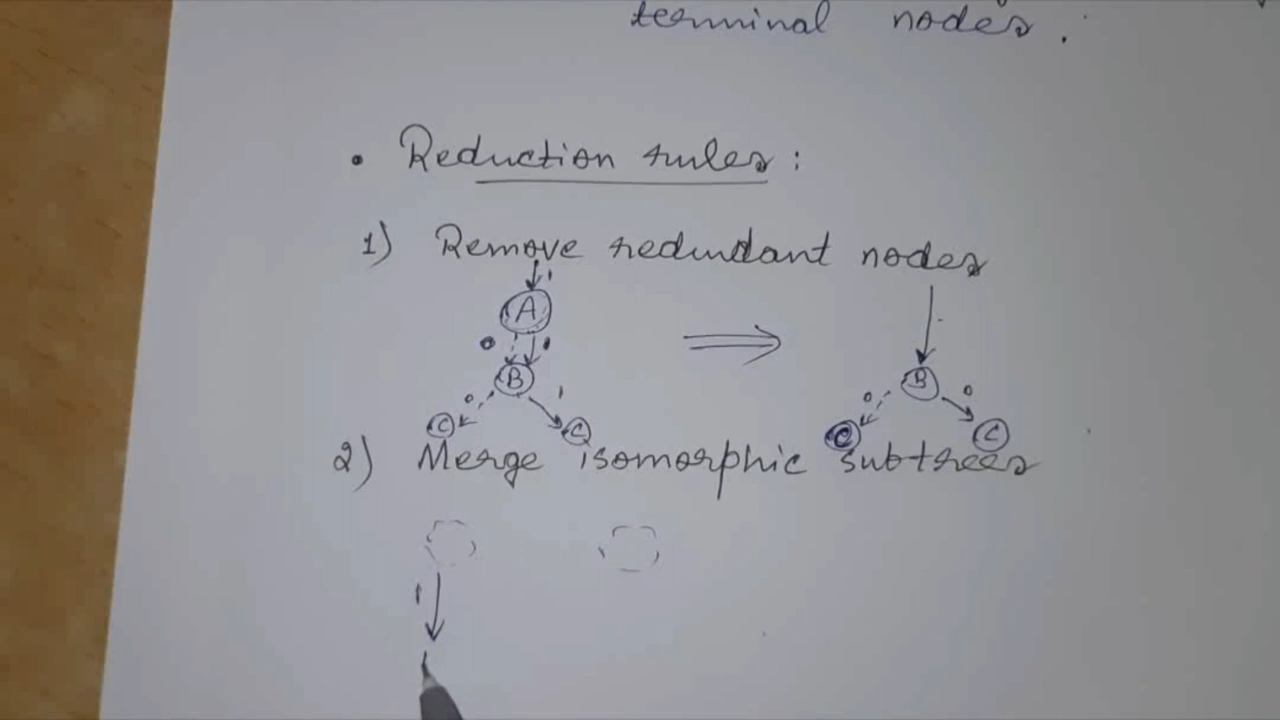 terminal nodes.
• Reduction rules:
1) Remove redundant nodes
1
A
0 1
B B
0 1 0 0
C C C C
2) Merge isomorphic subtrees
1